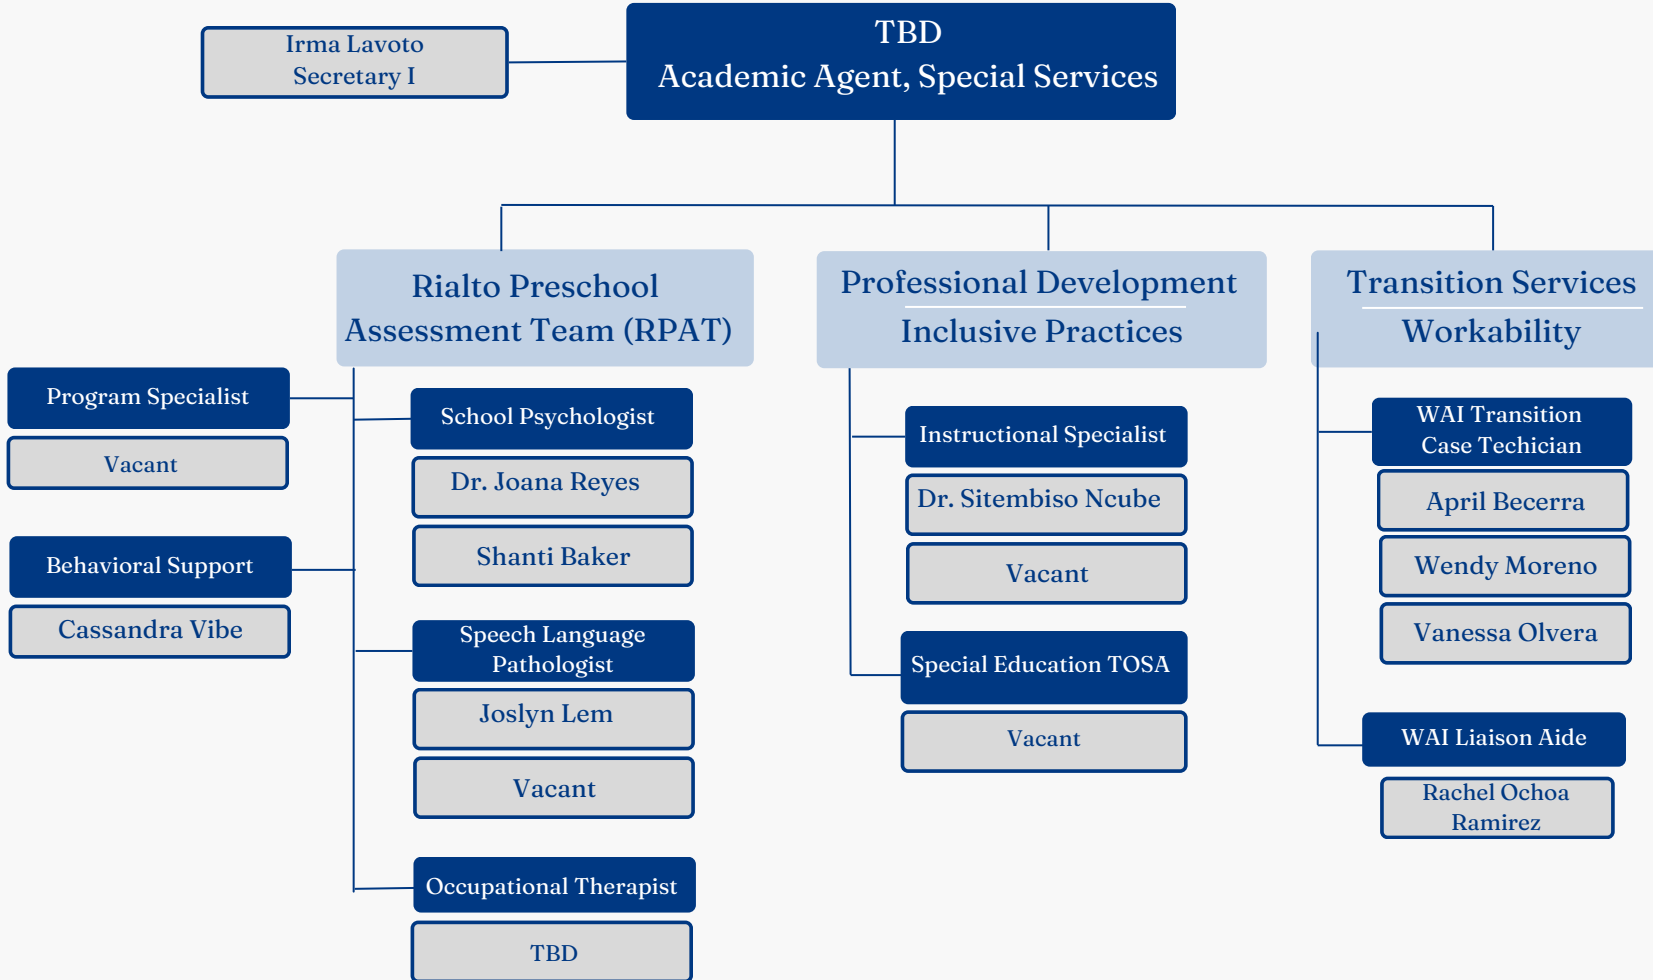 Irma Lavoto
Secretary I
TBD
Academic Agent, Special Services
Rialto Preschool
Assessment Team (RPAT)
Program Specialist
Vacant
Behavioral Support
Cassandra Vibe
School Psychologist
Dr. Joana Reyes
Shanti Baker
Speech Language
Pathologist
Joslyn Lem
Vacant
Occupational Therapist
TBD
Professional Development
Inclusive Practices
Instructional Specialist
Dr. Sitembiso Ncube
Vacant
Special Education TOSA
Vacant
Transition Services
Workability
WAI Transition
Case Techician
April Becerra
Wendy Moreno
Vanessa Olvera
WAI Liaison Aide
Rachel Ochoa
Ramirez